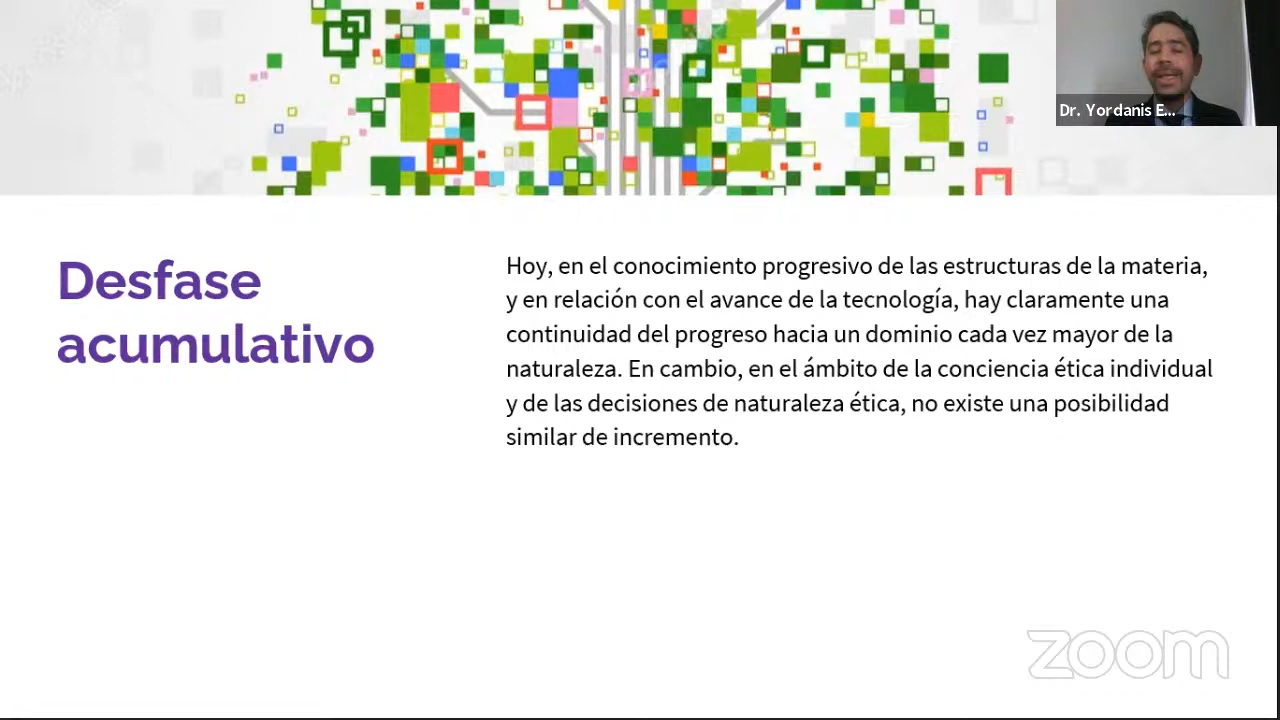 Dr. Yordanis E...
Desfase
acumulativo
Hoy, en el conocimiento progresivo de las estructuras de la materia,
y en relación con el avance de la tecnología, hay claramente una
continuidad del progreso hacia un dominio cada vez mayor de la
naturaleza. En cambio, en el ámbito de la conciencia ética individual
y de las decisiones de naturaleza ética, no existe una posibilidad
similar de incremento.
zoom